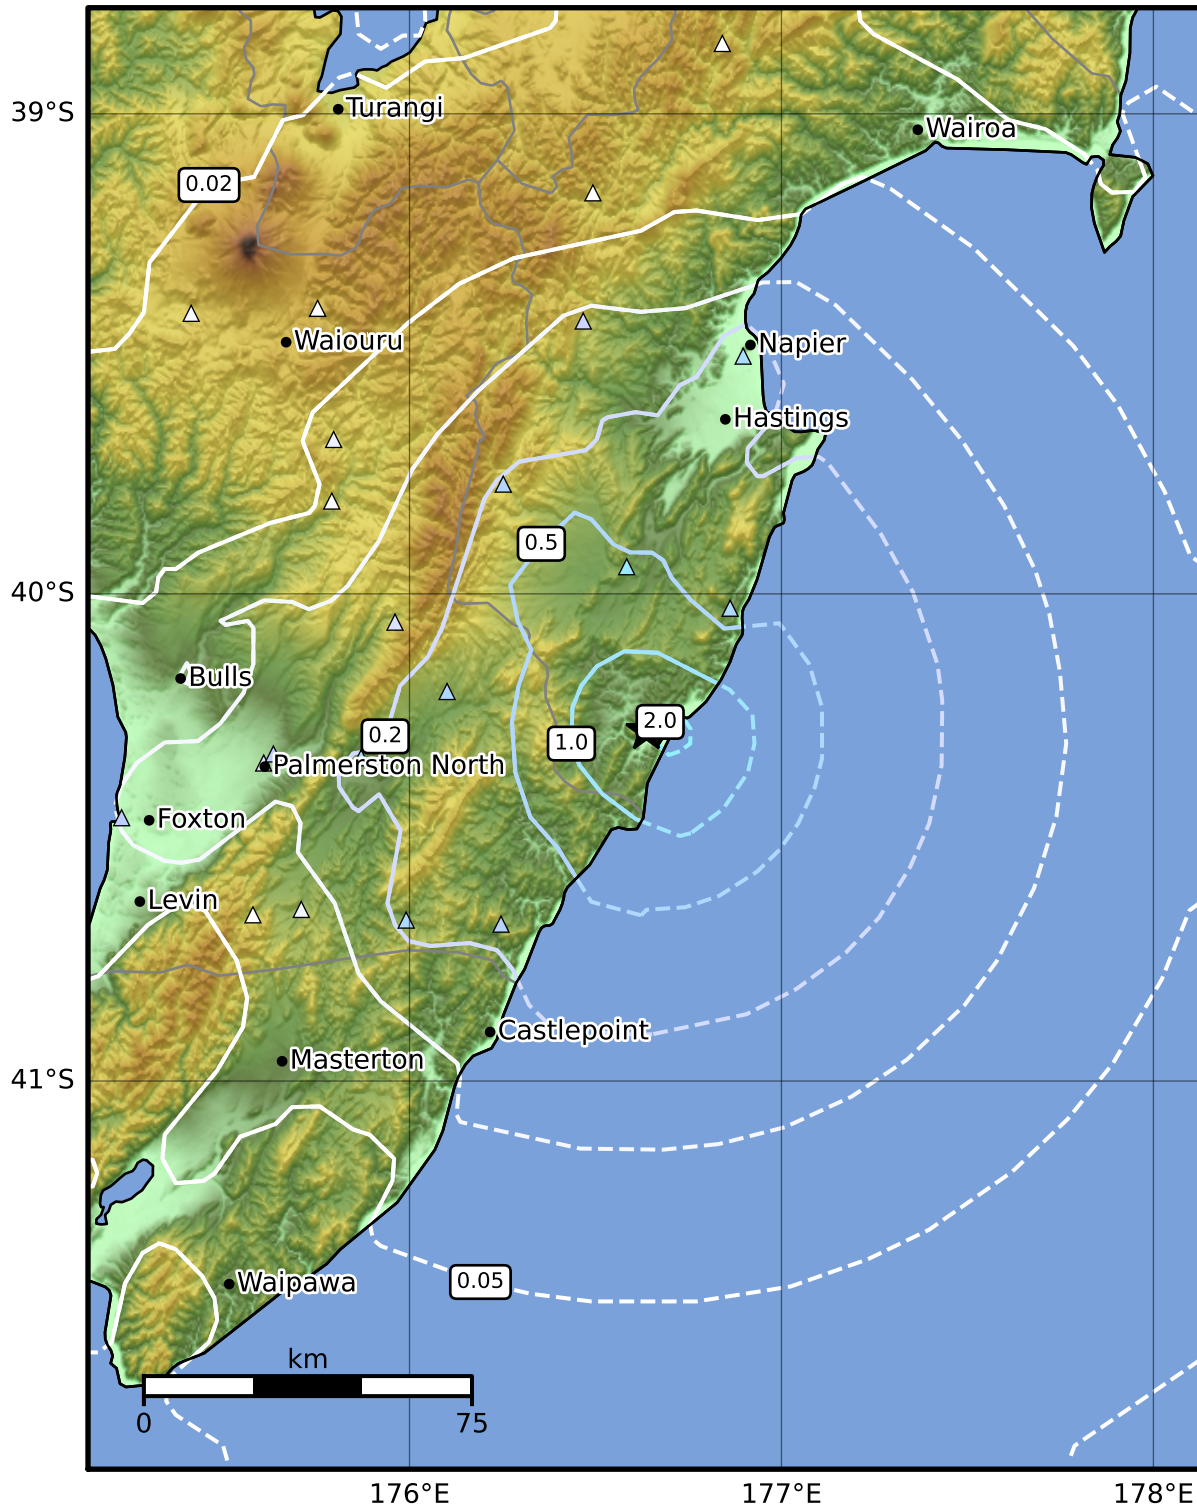 Turangi
39°S
Wairoa
0.02
Waiouru
Napier
Hastings
0.5
40°S
Bulls
2.0
0.2
1.0
Palmerston North
Foxton
Levin
Castlepoint
Masterton
41°S
0.05
Waipawa
km
0 75
176°E 177°E 178°E